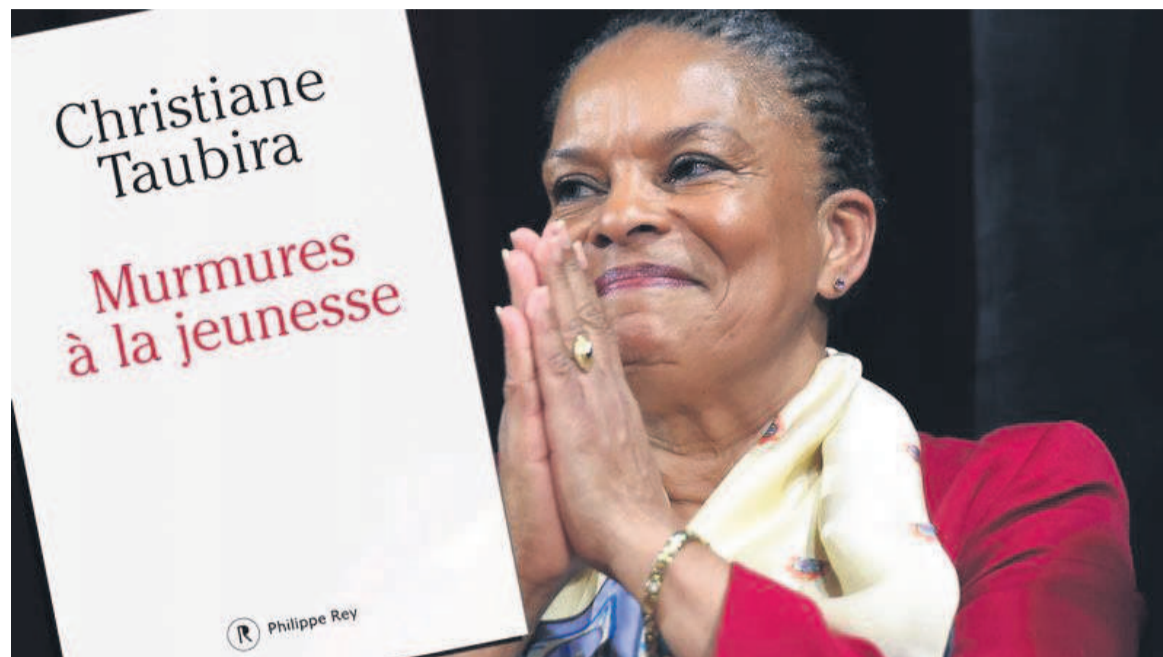 Christiane
Taubira
Murmures
à la jeunesse
R Philippe Rey